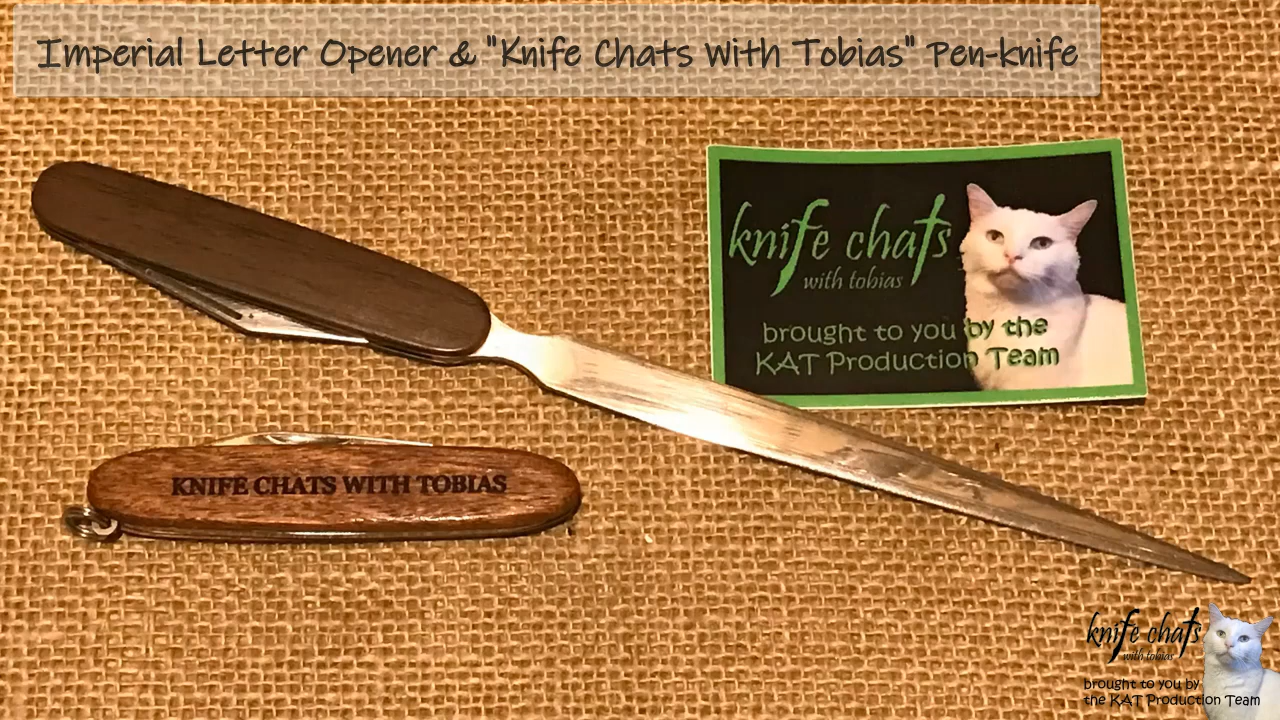 Imperial Letter Opener & "Knife Chats With Tobias" Pen-knife
knife chats
with tobias
brought to you by the
KAT Production Team
KNIFE CHATS WITH TOBIAS
knife chats
with tobias
brought to you by
the KAT Production Team